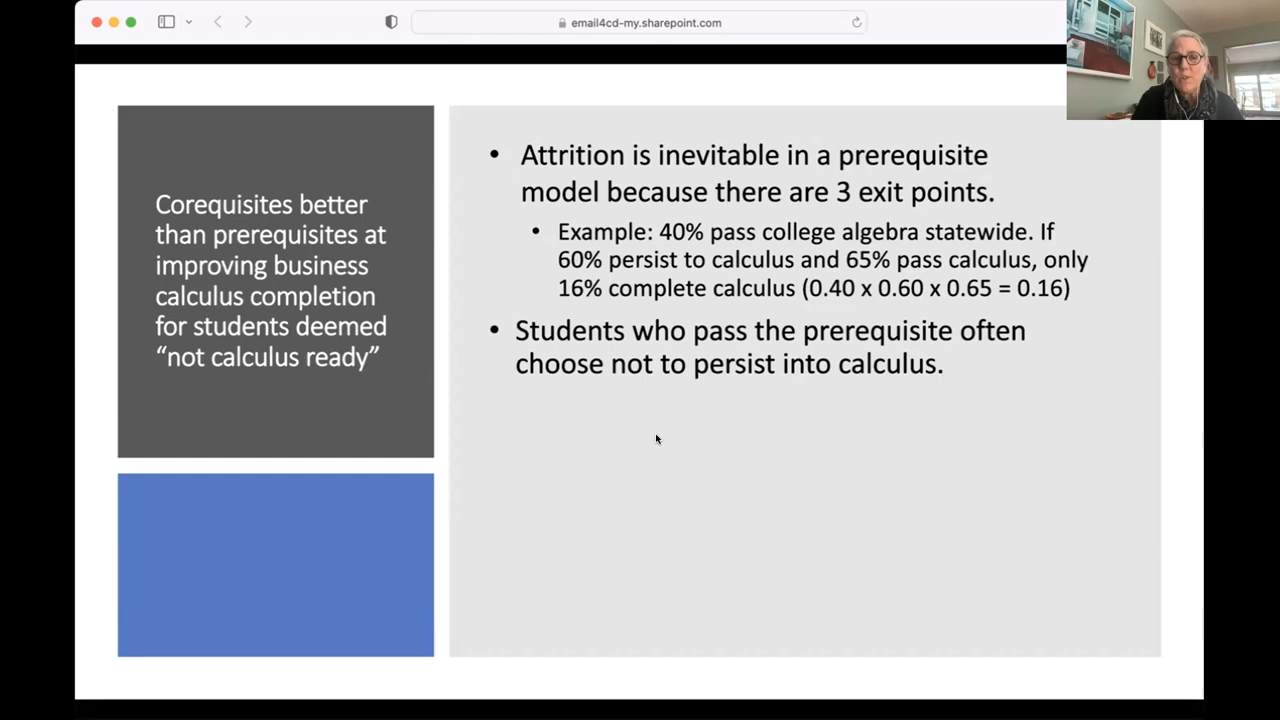 email4cd-my.sharepoint.com
Corequisites better
than prerequisites at
improving business
calculus completion
for students deemed
“not calculus ready”
• Attrition is inevitable in a prerequisite
model because there are 3 exit points.
• Example: 40% pass college algebra statewide. If
60% persist to calculus and 65% pass calculus, only
16% complete calculus (0.40 x 0.60 x 0.65 = 0.16)
• Students who pass the prerequisite often
choose not to persist into calculus.